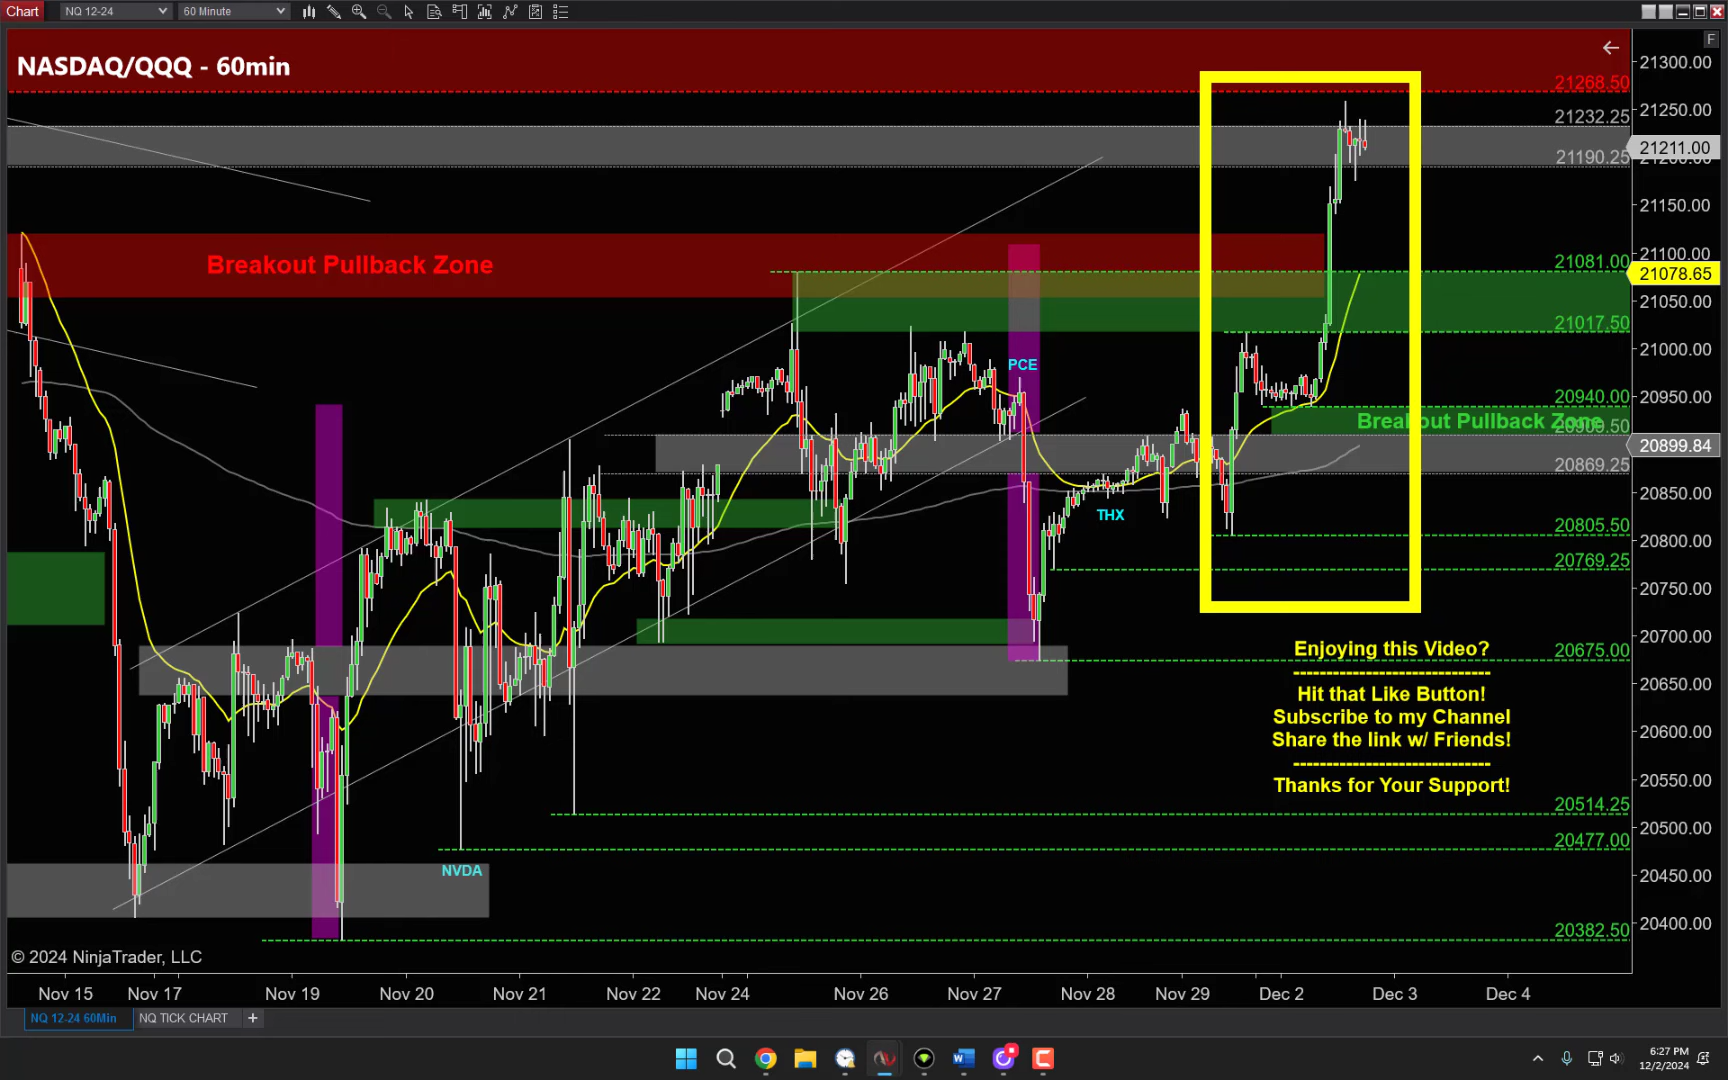 Chart
NQ 12-24
60 Minute
F
NASDAQ/QQQ - 60min
21300.00
21268.50
21250.00
21232.25
21211.00
21190.25
21150.00
Breakout Pullback Zone
21100.00
21081.00
21078.65
21050.00
21017.50
21000.00
PCE
20950.00
20940.00
Breakout Pullback Zone
20899.84
20869.25
20850.00
THX
20805.50
20800.00
20769.25
20750.00
20700.00
Enjoying this Video?
20675.00
Hit that Like Button!
20650.00
Subscribe to my Channel
Share the link w/ Friends!
20600.00
Thanks for Your Support!
20550.00
20514.25
20500.00
20477.00
NVDA
20450.00
20400.00
20382.50
© 2024 NinjaTrader, LLC
Nov 15 Nov 17 Nov 19 Nov 20 Nov 21 Nov 22 Nov 24 Nov 26 Nov 27 Nov 28 Nov 29 Dec 2 Dec 3 Dec 4
NQ 12-24 60Min NQ TICK CHART +
6:27 PM
12/2/2024